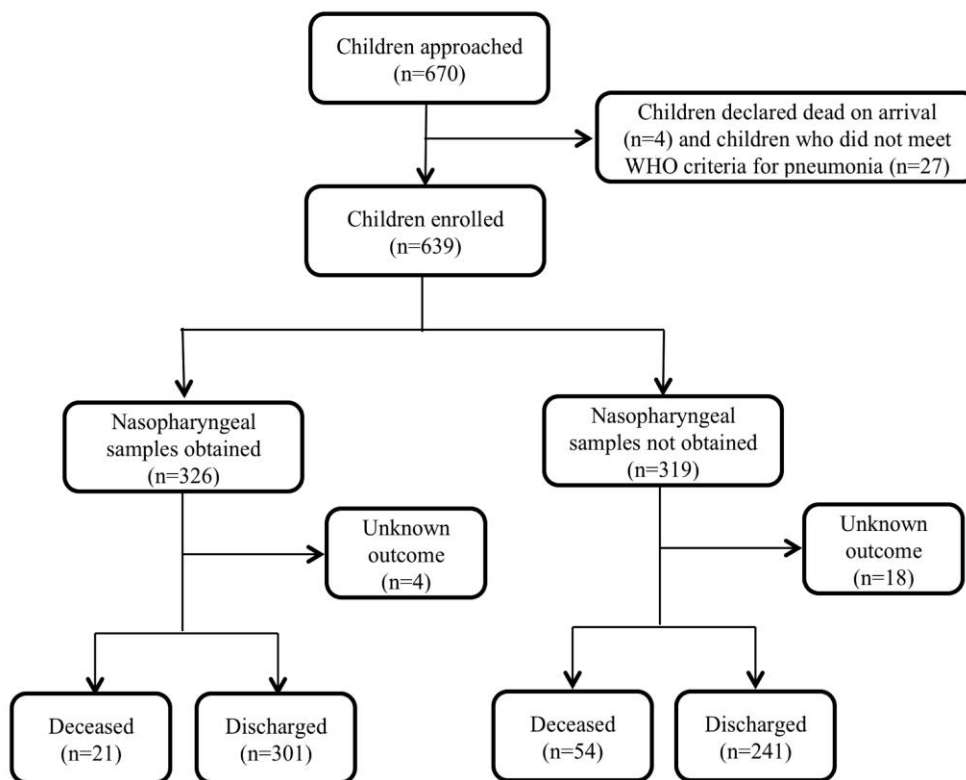 Children approached
(n=670)
Children declared dead on arrival
(n=4) and children who did not meet
WHO criteria for pneumonia (n=27)
Children enrolled
(n=639)
Nasopharyngeal
samples obtained
(n=326)
Nasopharyngeal
samples not obtained
(n=319)
Unknown
outcome
(n=4)
Unknown
outcome
(n=18)
Deceased
(n=21)
Discharged
(n=301)
Deceased
(n=54)
Discharged
(n=241)